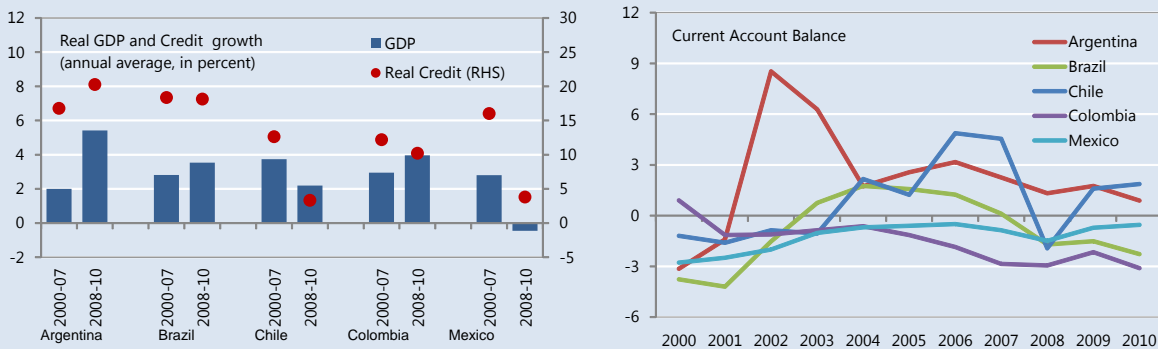 Real GDP and Credit growth
(annual average, in percent)
GDP
Real Credit (RHS)
12
10
8
6
4
2
0
-2
30
25
20
15
10
5
0
-5
2000-07
2008-10
2000-07
2008-10
2000-07
2008-10
2000-07
2008-10
2000-07
2008-10
Argentina Brazil Chile Colombia Mexico
Current Account Balance
Argentina
Brazil
Chile
Colombia
Mexico
12
9
6
3
0
-3
-6
2000 2001 2002 2003 2004 2005 2006 2007 2008 2009 2010